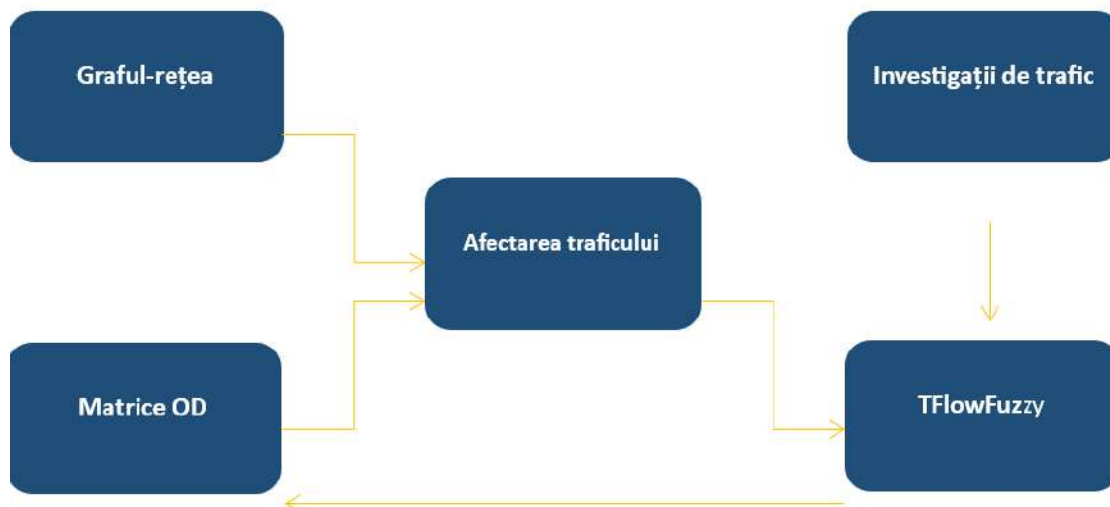 Graful-rețea
Investigații de trafic
Afectarea traficului
Matrice OD
TFlowFuzzy